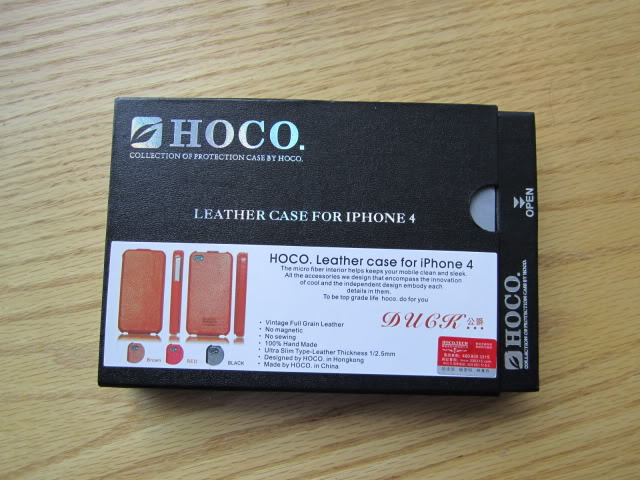 HOCO.
COLLECTION OF PROTECTION CASE BY HOCO.
LEATHER CASE FOR IPHONE 4
HOCO. Leather case for iPhone 4
The micro fiber interior helps keeps your mobile clean and sleek.
All the accessories we design that encompass the innovation
of cool and the independent design embody each
details in them.
To be top grade life hoco. do for you
DUCK 公爵
• Vintage Full Grain Leather
• No magnetic
• No sewing
• 100% Hand Made
• Ultra Slim Type-Leather Thickness 1/2.5mm
• Designed by HOCO. in Hongkong
• Made by HOCO. in China
Brown
RED
BLACK
OPEN
HOCO.
COLLECTION OF PROTECTION CASE BY HOCO.